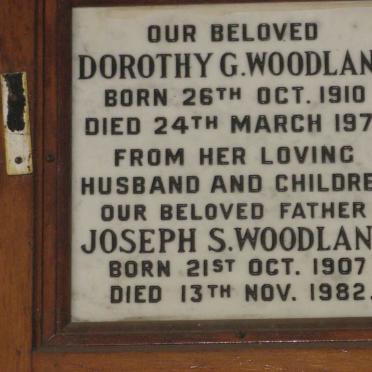 OUR BELOVED
DOROTHY G. WOODLAN
BORN 26TH OCT. 1910
DIED 24TH MARCH 197
FROM HER LOVING
HUSBAND AND CHILDRE
OUR BELOVED FATHER
JOSEPH S. WOODLAN
BORN 21ST OCT. 1907
DIED 13TH NOV. 1982.